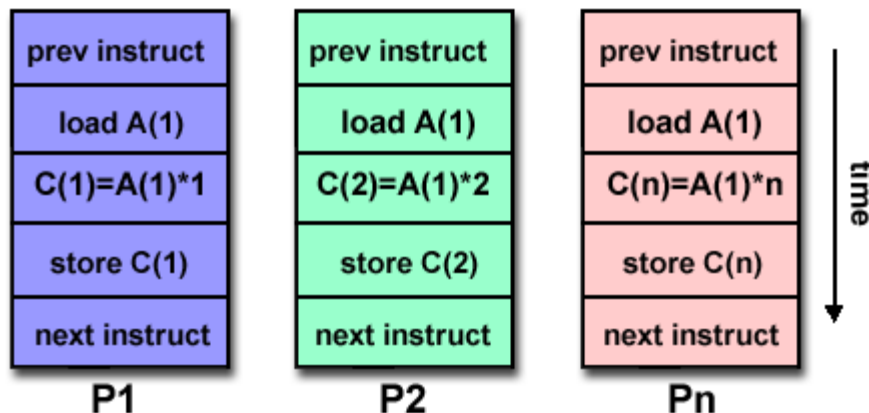 prev instruct
load A(1)
C(1)=A(1)*1
store C(1)
next instruct
P1
prev instruct
load A(1)
C(2)=A(1)*2
store C(2)
next instruct
P2
prev instruct
load A(1)
C(n)=A(1)*n
store C(n)
next instruct
Pn
time